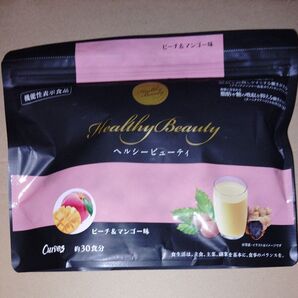 ピーチ&マンゴー味
機能性表示食品
Healthy Beauty
Healthy Beauty
ヘルシービューティ
ピーチ&マンゴー味
Curves 約30食分
食生活は、主食、主菜、副菜を基本に、食事のバランスを。